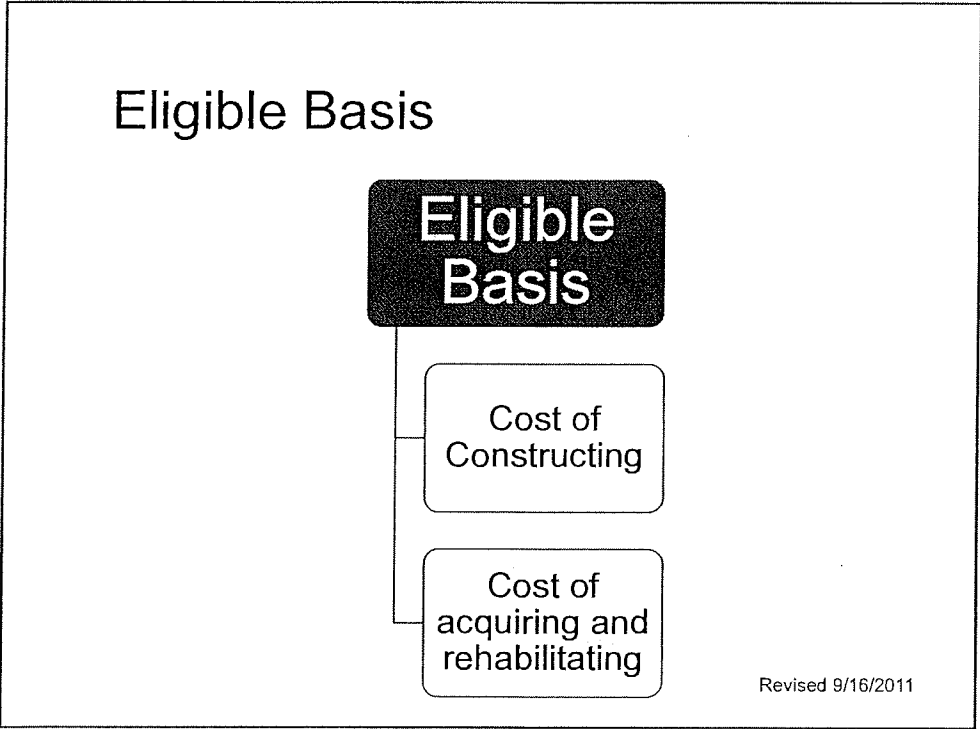 Eligible Basis
Eligible
Basis
Cost of
Constructing
Cost of
acquiring and
rehabilitating
Revised 9/16/2011